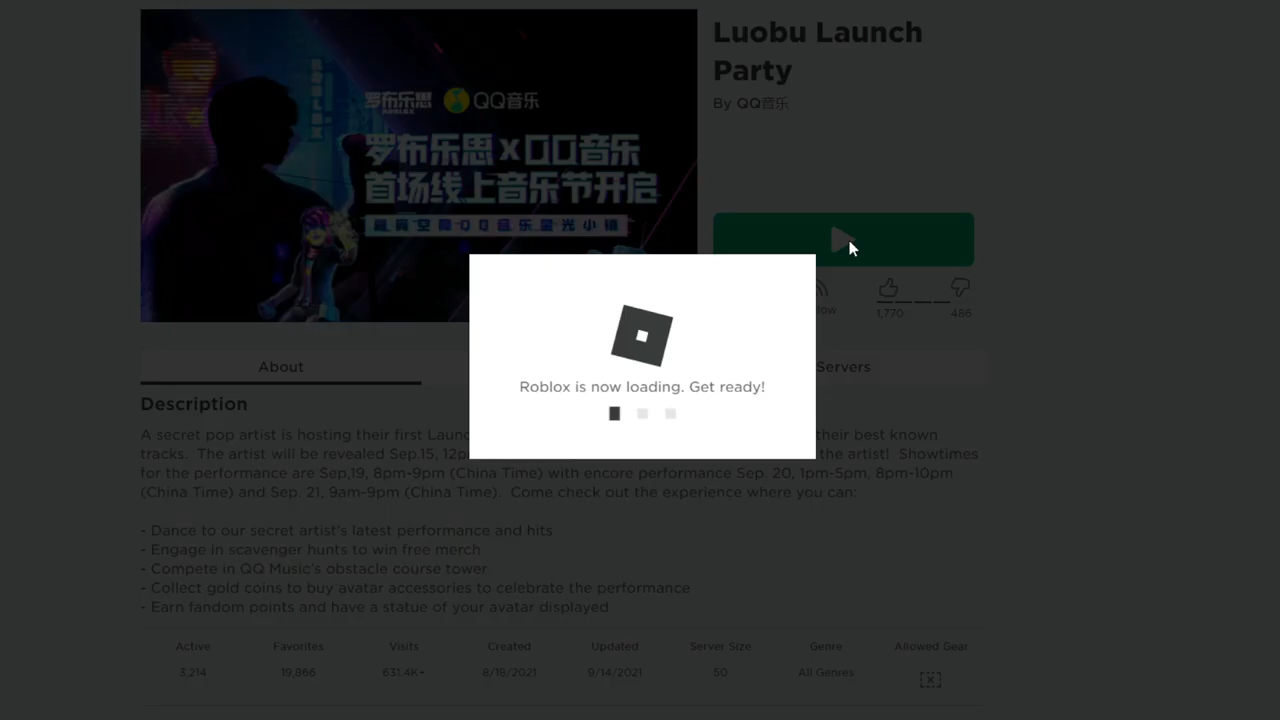 Luobu Launch
Party
By QQ音乐
罗布乐思
ROBLOX
QQ音乐
罗布乐思 X QQ音乐
首场线上音乐节开启
Roblox is now loading. Get ready!
1,770
486
About
Servers
Description
A secret pop artist is hosting their first Launc their best known
tracks. The artist will be revealed Sep.15, 12p the artist! Showtimes
for the performance are Sep,19, 8pm-9pm (China Time) with encore performance Sep. 20, 1pm-5pm, 8pm-10pm
(China Time) and Sep. 21, 9am-9pm (China Time). Come check out the experience where you can:
- Dance to our secret artist's latest performance and hits
- Engage in scavenger hunts to win free merch
- Compete in QQ Music's obstacle course tower
- Collect gold coins to buy avatar accessories to celebrate the performance
- Earn fandom points and have a statue of your avatar displayed
Active Favorites Visits Created Updated Server Size Genre Allowed Gear
3,214 19,866 631.4K+ 8/18/2021 9/14/2021 50 All Genres